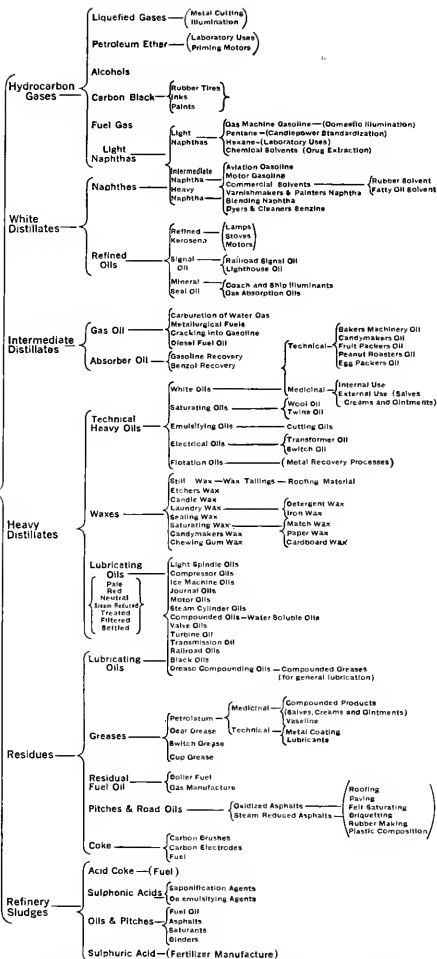 Hydrocarbon Gases
Liquefied Gases — (Metal Cutting
Illumination)
Petroleum Ether — (Laboratory Uses
Priming Motors)
Alcohols
Carbon Black — Rubber Tires
Inks
Paints
Fuel Gas
Light Naphthas
White Distillates
Naphthas
Light Naphthas
Gas Machine Gasoline — (Domestic Illumination)
Pentane — (Candlepower Standardization)
Hexane — (Laboratory Uses)
Chemical Solvents — (Drug Extraction)
Intermediate Naphtha
Heavy Naphtha
Aviation Gasoline
Motor Gasoline
Commercial Solvents — Rubber Solvent
Fatty Oil Solvent
Varnishmakers & Painters Naphtha
Blending Naphtha
Dyers & Cleaners Benzine
Refined Oils
Refined Kerosene — Lamps
Stoves
Motors
Signal Oil — Railroad Signal Oil
Lighthouse Oil
Mineral Seal Oil — Coach and Ship Illuminants
Gas Absorption Oils
Intermediate Distillates
Gas Oil
Carburation of Water Gas
Metallurgical Fuels
Cracking into Gasoline
Diesel Fuel Oil
Absorber Oil
Gasoline Recovery
Benzol Recovery
Heavy Distillates
Technical Heavy Oils
White Oils
Technical
Bakers Machinery Oil
Candymakers Oil
Fruit Packers Oil
Peanut Roasters Oil
Egg Packers Oil
Medicinal
Internal Use
External Use (Salves
Creams and Ointments)
Saturating Oils — Wool Oil
Twine Oil
Emulsifying Oils — Cutting Oils
Electrical Oils — Transformer Oil
Switch Oil
Flotation Oils — (Metal Recovery Processes)
Waxes
Still Wax — Wax Tailings — Roofing Material
Etchers Wax
Candle Wax
Laundry Wax — Detergent Wax
Iron Wax
Sealing Wax
Saturating Wax — Match Wax
Paper Wax
Cardboard Wax
Candymakers Wax
Chewing Gum Wax
Lubricating Oils
Pale
Red
Neutral
Steam Reduced
Treated
Filtered
Settled
Light Spindle Oils
Compressor Oils
Ice Machine Oils
Journal Oils
Motor Oils
Steam Cylinder Oils
Compounded Oils — Water Soluble Oils
Valve Oils
Turbine Oil
Transmission Oil
Railroad Oils
Black Oils
Grease Compounding Oils — Compounded Greases
(for general lubrication)
Residues
Lubricating Oils
Greases
Petrolatum
Medicinal
Compounded Products
(Salves, Creams and Ointments)
Vaseline
Technical
Metal Coating
Lubricants
Gear Grease
Switch Grease
Cup Grease
Residual Fuel Oil
Boiler Fuel
Gas Manufacture
Pitches & Road Oils
Oxidized Asphalts
Steam Reduced Asphalts
Roofing
Paving
Felt Saturating
Briquetting
Rubber Making
Plastic Composition
Coke
Carbon Brushes
Carbon Electrodes
Fuel
Refinery Sludges
Acid Coke — (Fuel)
Sulphonic Acids
Saponification Agents
De emulsifying Agents
Oils & Pitches
Fuel Oil
Asphalts
Saturants
Binders
Sulphuric Acid — (Fertilizer Manufacture)